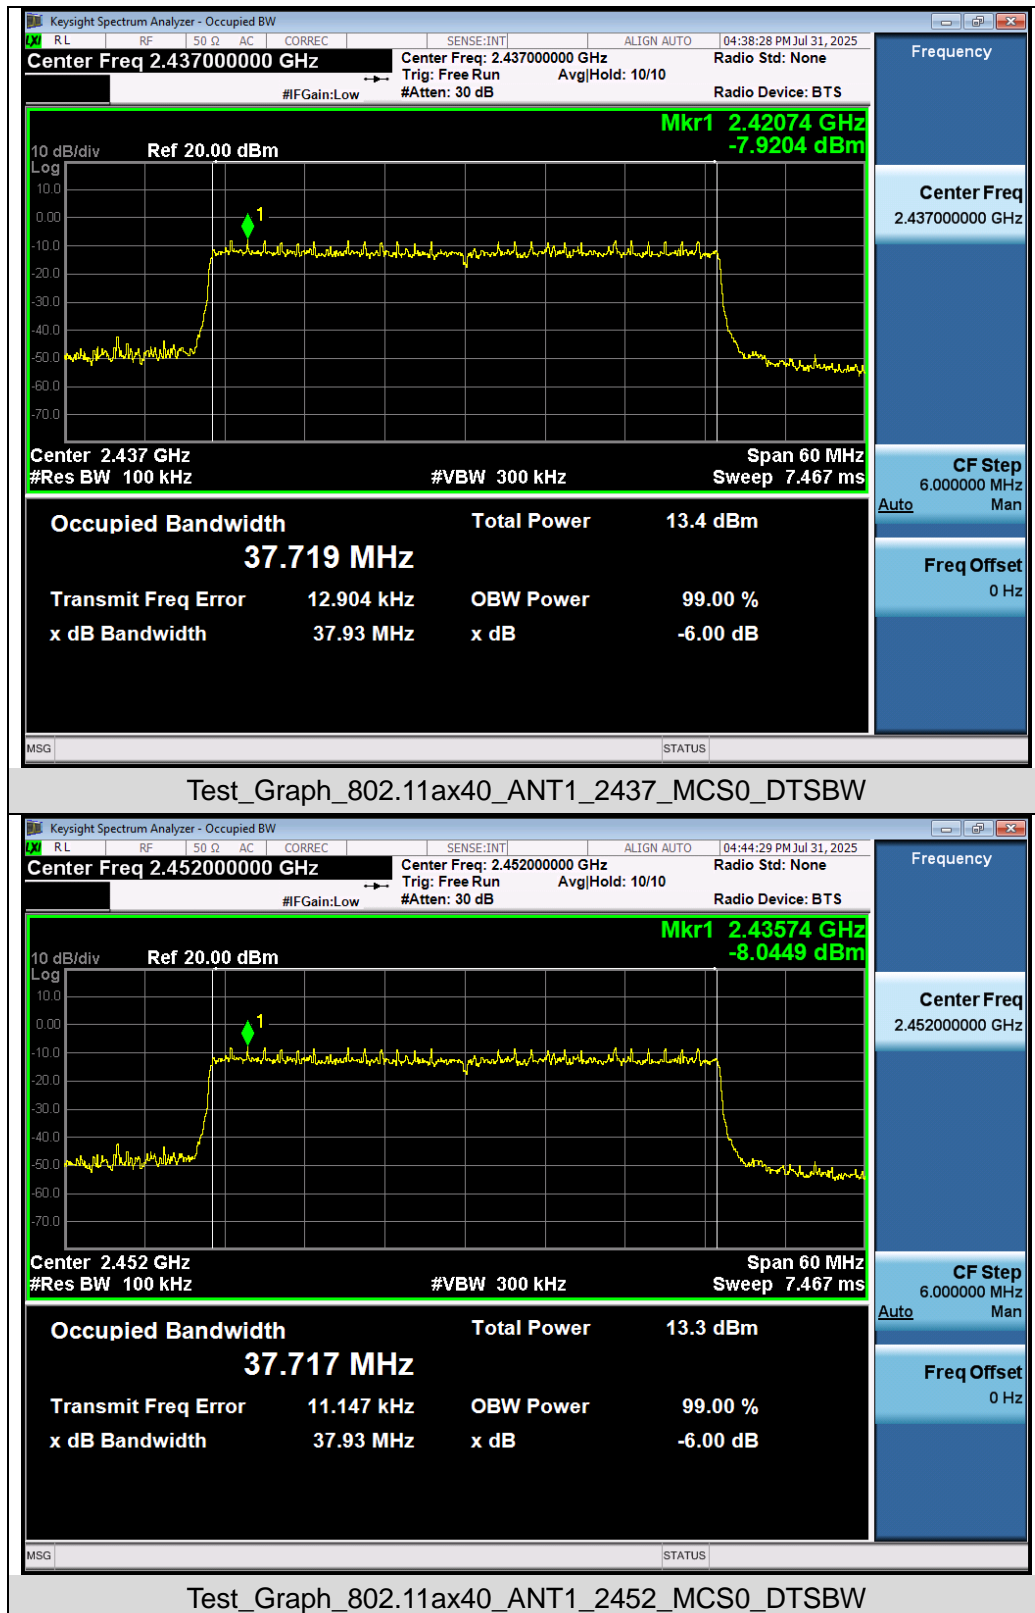 Keysight Spectrum Analyzer - Occupied BW
LXI RL RF 50 Ω AC CORREC SENSE:INT ALIGN AUTO 04:38:28 PM Jul 31, 2025
Center Freq 2.437000000 GHz
Center Freq: 2.437000000 GHz
Radio Std: None
Trig: Free Run Avg|Hold: 10/10
#IFGain:Low
#Atten: 30 dB
Radio Device: BTS
Mkr1 2.42074 GHz
-7.9204 dBm
10 dB/div Ref 20.00 dBm
Log
10.0
0.00
-10.0
-20.0
-30.0
-40.0
-50.0
-60.0
-70.0
1
Center 2.437 GHz
Span 60 MHz
#Res BW 100 kHz
#VBW 300 kHz
Sweep 7.467 ms
Occupied Bandwidth
Total Power 13.4 dBm
37.719 MHz
Transmit Freq Error 12.904 kHz OBW Power 99.00 %
x dB Bandwidth 37.93 MHz x dB -6.00 dB
MSG STATUS
Frequency
Center Freq
2.437000000 GHz
CF Step
6.000000 MHz
Auto Man
Freq Offset
0 Hz
Test_Graph_802.11ax40_ANT1_2437_MCS0_DTSBW
Keysight Spectrum Analyzer - Occupied BW
LXI RL RF 50 Ω AC CORREC SENSE:INT ALIGN AUTO 04:44:29 PM Jul 31, 2025
Center Freq 2.452000000 GHz
Center Freq: 2.452000000 GHz
Radio Std: None
Trig: Free Run Avg|Hold: 10/10
#IFGain:Low
#Atten: 30 dB
Radio Device: BTS
Mkr1 2.43574 GHz
-8.0449 dBm
10 dB/div Ref 20.00 dBm
Log
10.0
0.00
-10.0
-20.0
-30.0
-40.0
-50.0
-60.0
-70.0
1
Center 2.452 GHz
Span 60 MHz
#Res BW 100 kHz
#VBW 300 kHz
Sweep 7.467 ms
Occupied Bandwidth
Total Power 13.3 dBm
37.717 MHz
Transmit Freq Error 11.147 kHz OBW Power 99.00 %
x dB Bandwidth 37.93 MHz x dB -6.00 dB
MSG STATUS
Frequency
Center Freq
2.452000000 GHz
CF Step
6.000000 MHz
Auto Man
Freq Offset
0 Hz
Test_Graph_802.11ax40_ANT1_2452_MCS0_DTSBW